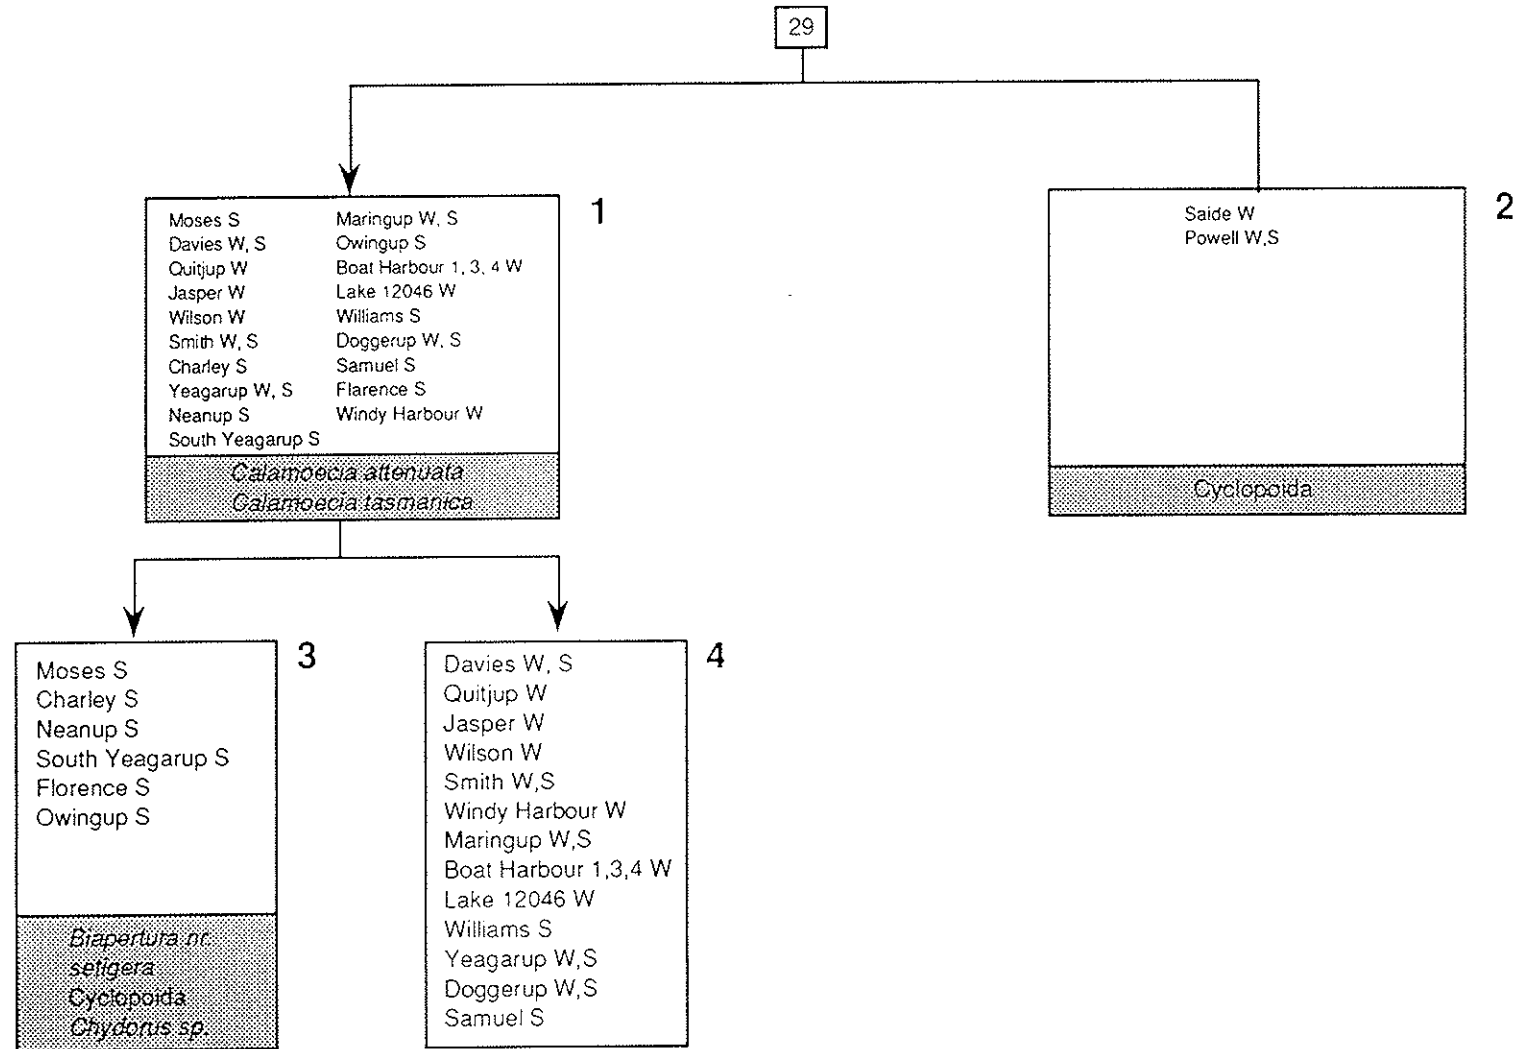 29
1
Moses S
Davies W, S
Quitjup W
Jasper W
Wilson W
Smith W, S
Charley S
Yeagarup W, S
Neanup S
South Yeagarup S
Maringup W, S
Owingup S
Boat Harbour 1, 3, 4 W
Lake 12046 W
Williams S
Doggerup W, S
Samuel S
Flarence S
Windy Harbour W
Calamoecia attenuata
Calamoecia tasmanica
2
Saide W
Powell W,S
Cyclopoida
3
Moses S
Charley S
Neanup S
South Yeagarup S
Florence S
Owingup S
Biapertura nr.
setigera
Cyclopoida
Chydorus sp.
4
Davies W, S
Quitjup W
Jasper W
Wilson W
Smith W,S
Windy Harbour W
Maringup W,S
Boat Harbour 1,3,4 W
Lake 12046 W
Williams S
Yeagarup W,S
Doggerup W,S
Samuel S